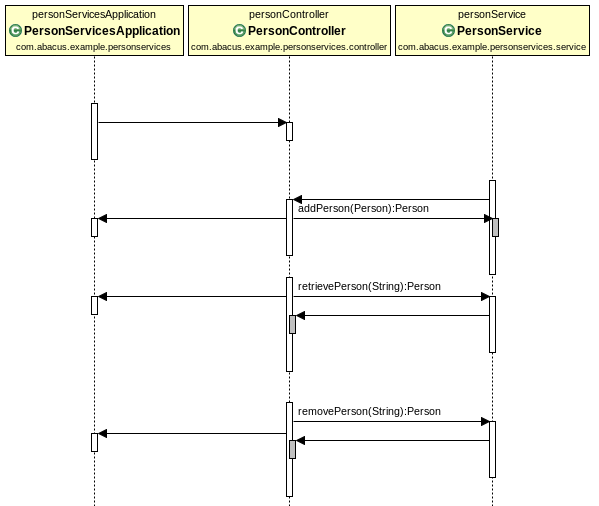 personServicesApplication
PersonServicesApplication
com.abacus.example.personservices
personController
PersonController
com.abacus.example.personservices.controller
personService
PersonService
com.abacus.example.personservices.service
addPerson(Person):Person
retrievePerson(String):Person
removePerson(String):Person